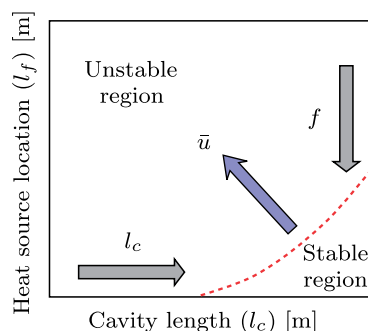 Heat source location (l_f) [m]
Unstable
region
f
ū
l_c
Stable
region
Cavity length (l_c) [m]